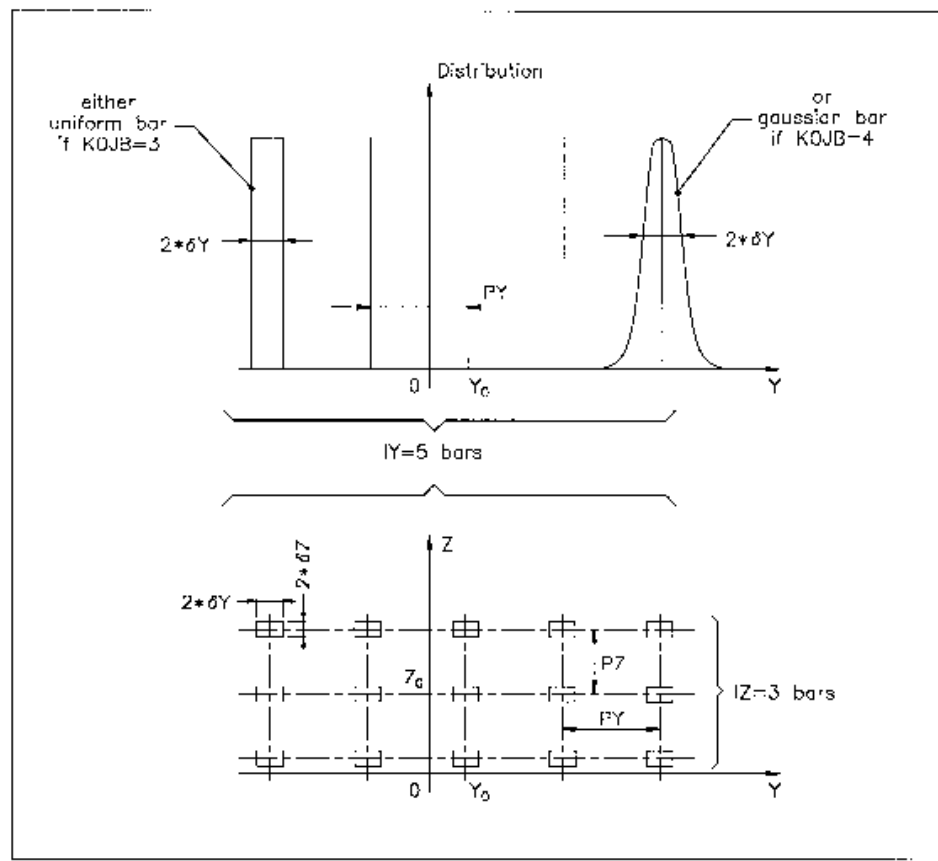 Distribution
either
uniform bar
if KOJB=3
or
gaussian bar
if KOJB=4
2*δY
2*δY
PY
0
Y₀
Y
IY=5 bars
Z
2*δZ
2*δY
PZ
Z₀
IZ=3 bars
PY
0
Y₀
Y